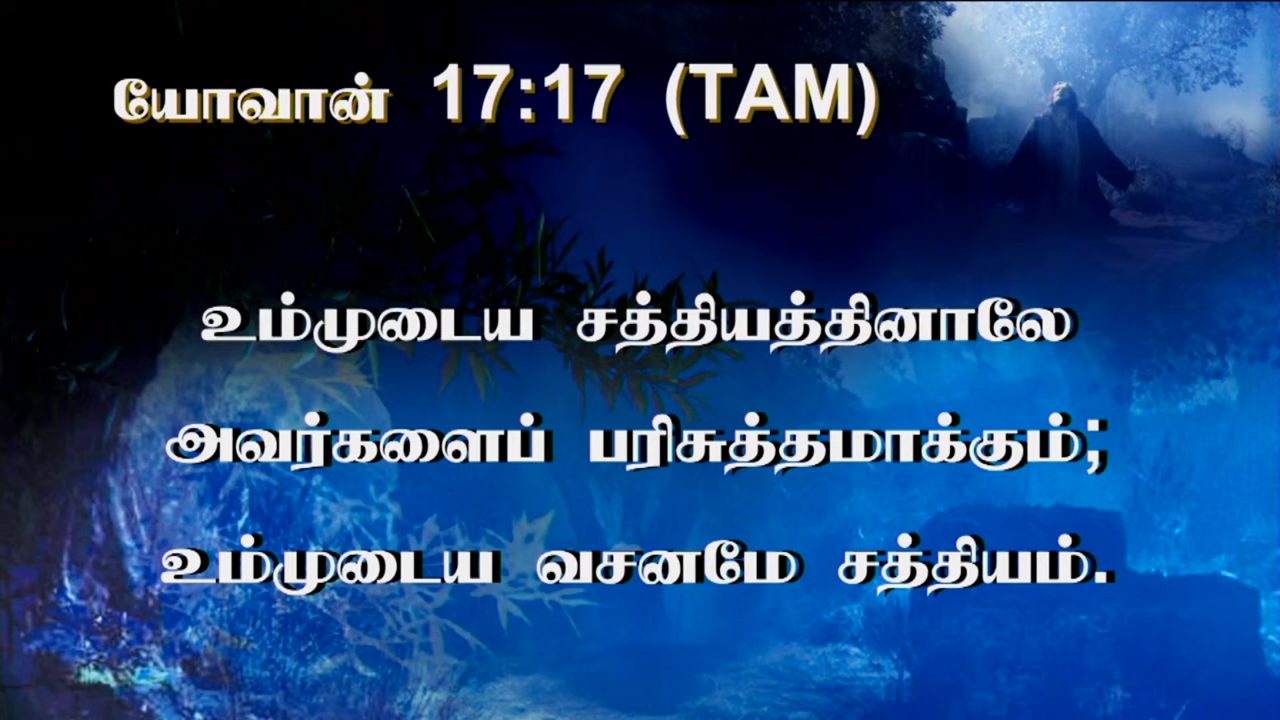 யோவான் 17:17 (TAM)
உம்முடைய சத்தியத்தினாலே
அவர்களைப் பரிசுத்தமாக்கும்;
உம்முடைய வசனமே சத்தியம்.